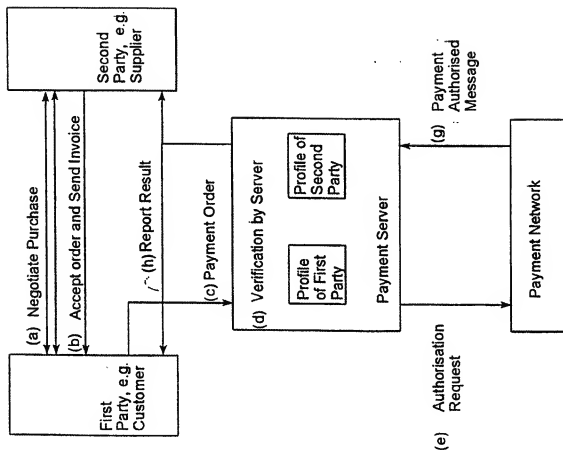 (a) Negotiate Purchase
(b) Accept order and Send Invoice
First
Party, e.g.
Customer
Second
Party, e.g.
Supplier
(h) Report Result
(c) Payment Order
(d) Verification by Server
Profile
of First
Party
Profile of
Second
Party
Payment Server
(e) Authorisation
Request
(g) Payment
Authorised
Message
Payment Network